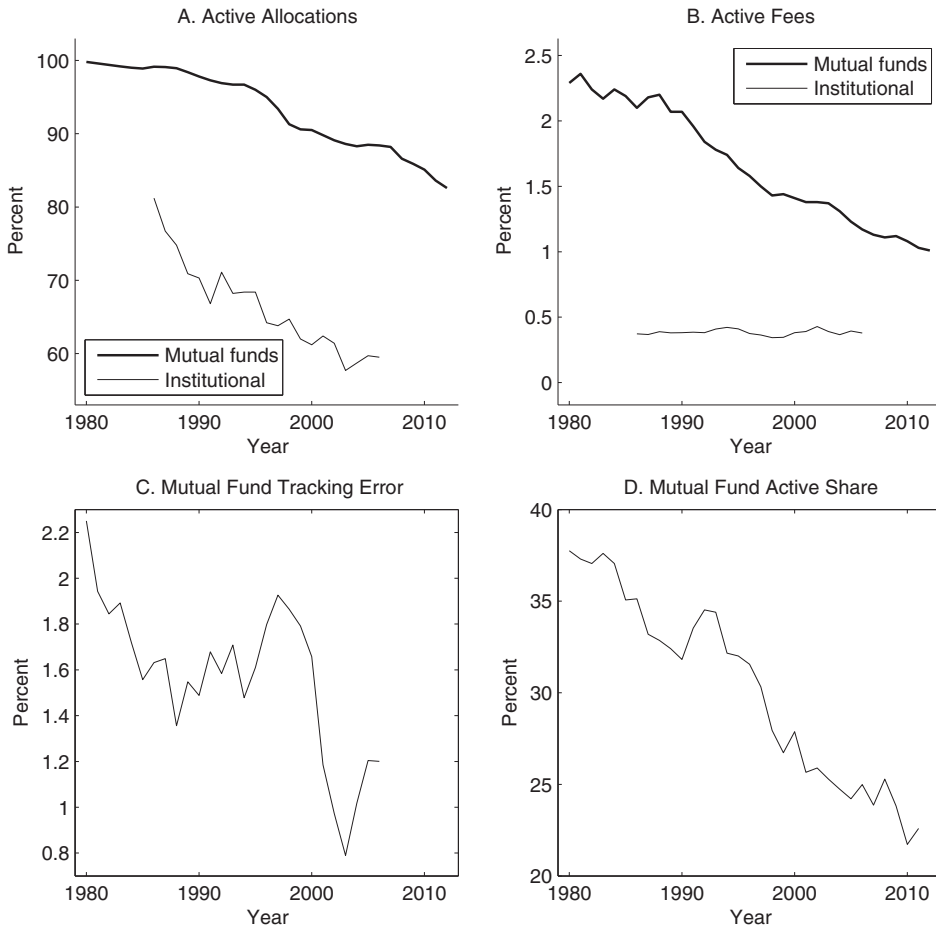 A. Active Allocations
100
90
80
70
60
Percent
Mutual funds
Institutional
1980 1990 2000 2010
Year
B. Active Fees
2.5
2
1.5
1
0.5
0
Percent
Mutual funds
Institutional
1980 1990 2000 2010
Year
C. Mutual Fund Tracking Error
2.2
2
1.8
1.6
1.4
1.2
1
0.8
Percent
1980 1990 2000 2010
Year
D. Mutual Fund Active Share
40
35
30
25
20
Percent
1980 1990 2000 2010
Year